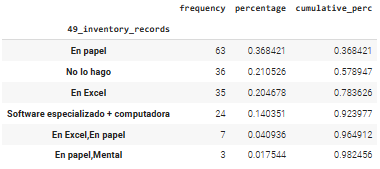 frequency percentage cumulative_perc
49_inventory_records
En papel 63 0.368421 0.368421
No lo hago 36 0.210526 0.578947
En Excel 35 0.204678 0.783626
Software especializado + computadora 24 0.140351 0.923977
En Excel,En papel 7 0.040936 0.964912
En papel,Mental 3 0.017544 0.982456